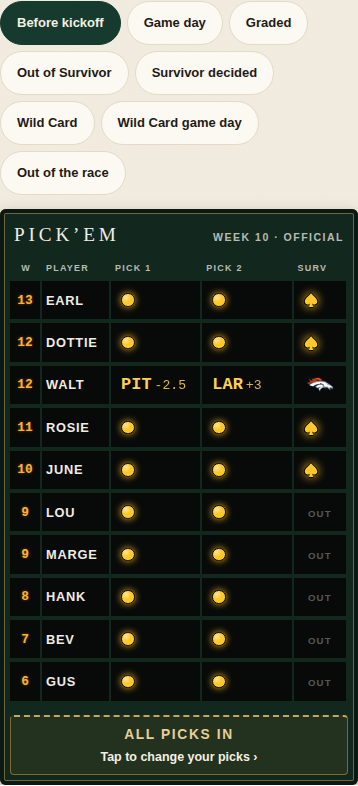 Before kickoff
Game day
Graded
Out of Survivor
Survivor decided
Wild Card
Wild Card game day
Out of the race
PICK’EM
WEEK 10 · OFFICIAL
W PLAYER PICK 1 PICK 2 SURV
13 EARL
12 DOTTIE
12 WALT PIT -2.5 LAR +3
11 ROSIE
10 JUNE
9 LOU OUT
9 MARGE OUT
8 HANK OUT
7 BEV OUT
6 GUS OUT
ALL PICKS IN
Tap to change your picks ›